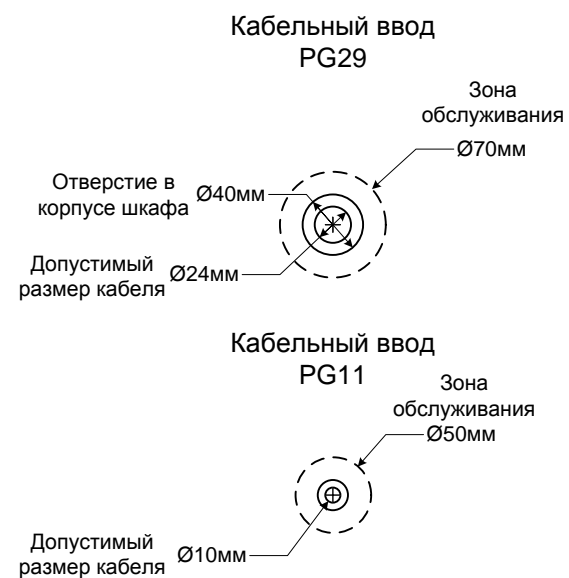 Кабельный ввод
PG29
Зона
обслуживания
Ø70мм
Отверстие в
корпусе шкафа
Ø40мм
Допустимый
размер кабеля
Ø24мм
Кабельный ввод
PG11
Зона
обслуживания
Ø50мм
Допустимый
размер кабеля
Ø10мм